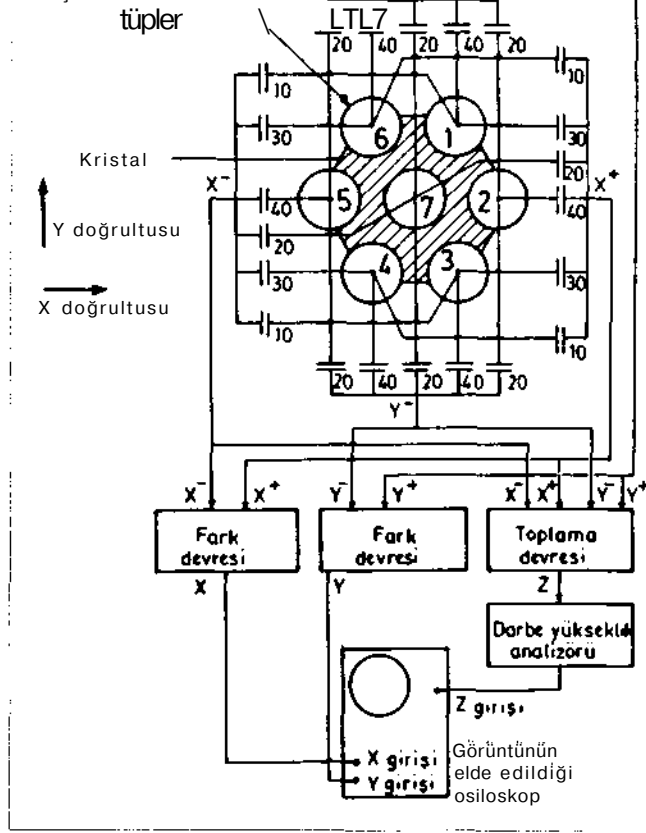 tüpler
LTL7
20 40 20 40 20
10 10
30 30
6 1
Kristal
20
X⁻ X⁺
40 5 7 2 40
Y doğrultusu
20
4 3
30 30
X doğrultusu
10 10
20 40 20 40 20
Y⁻
X⁻ X⁺ Y⁻ Y⁺ X⁻ X⁺ Y⁻ Y⁺
Fark devresi
Fark devresi
Toplama devresi
X Y Z
Darbe yükseklik analizörü
Z girişi
X girişi
Y girişi
Görüntünün
elde edildiği
osiloskop